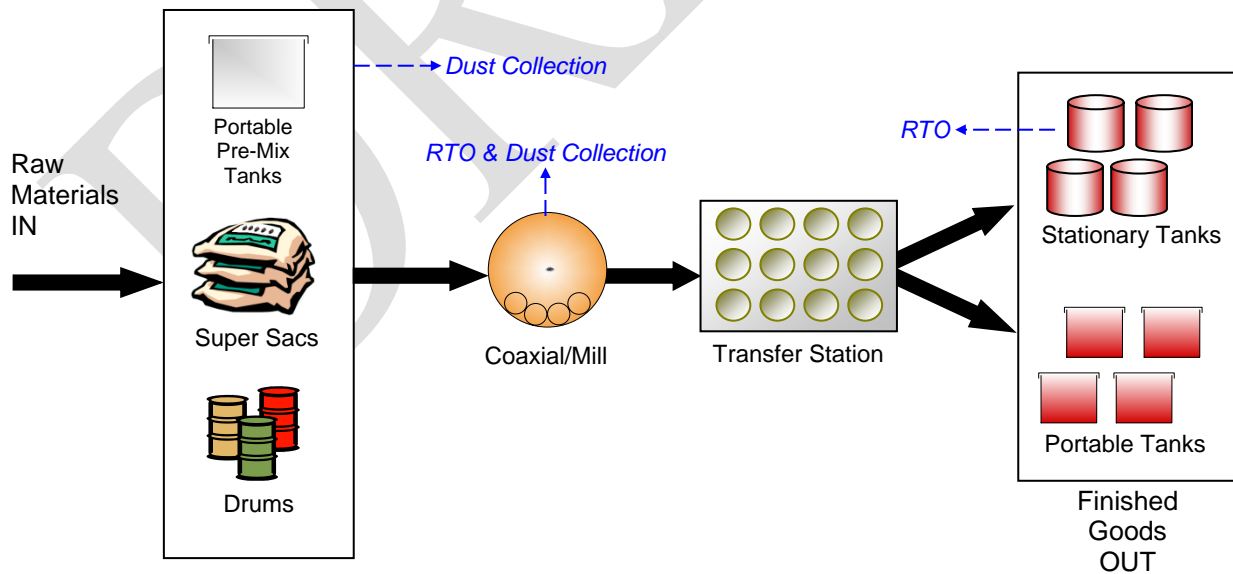 Raw
Materials
IN
Portable
Pre-Mix
Tanks
Super Sacs
Drums
Dust Collection
RTO & Dust Collection
Coaxial/Mill
Transfer Station
RTO
Stationary Tanks
Portable Tanks
Finished
Goods
OUT